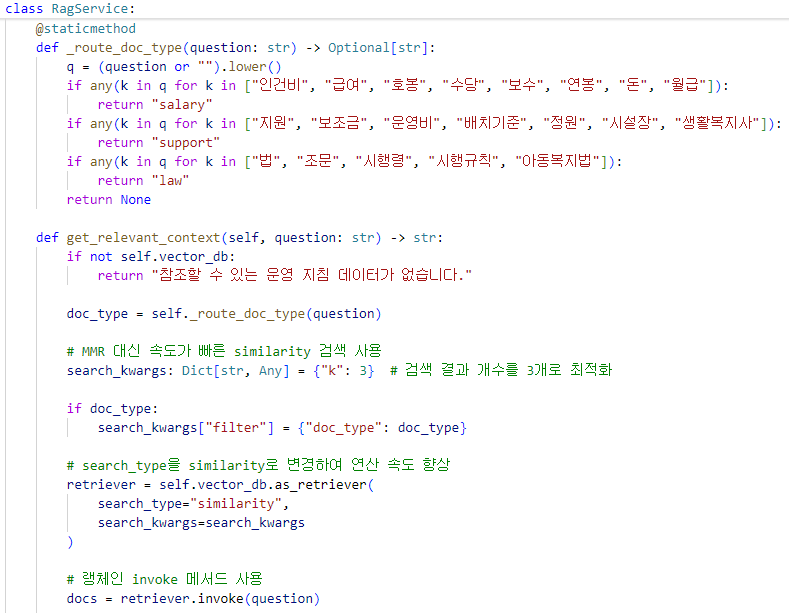 class RagService:
    @staticmethod
    def _route_doc_type(question: str) -> Optional[str]:
        q = (question or "").lower()
        if any(k in q for k in ["인건비", "급여", "호봉", "수당", "보수", "연봉", "돈", "월급"]):
            return "salary"
        if any(k in q for k in ["지원", "보조금", "운영비", "배치기준", "정원", "시설장", "생활복지사"]):
            return "support"
        if any(k in q for k in ["법", "조문", "시행령", "시행규칙", "아동복지법"]):
            return "law"
        return None
    def get_relevant_context(self, question: str) -> str:
        if not self.vector_db:
            return "참조할 수 있는 운영 지침 데이터가 없습니다."
        doc_type = self._route_doc_type(question)
        # MMR 대신 속도가 빠른 similarity 검색 사용
        search_kwargs: Dict[str, Any] = {"k": 3}  # 검색 결과 개수를 3개로 최적화
        if doc_type:
            search_kwargs["filter"] = {"doc_type": doc_type}
        # search_type을 similarity로 변경하여 연산 속도 향상
        retriever = self.vector_db.as_retriever(
            search_type="similarity",
            search_kwargs=search_kwargs
        )
        # 랭체인 invoke 메서드 사용
        docs = retriever.invoke(question)